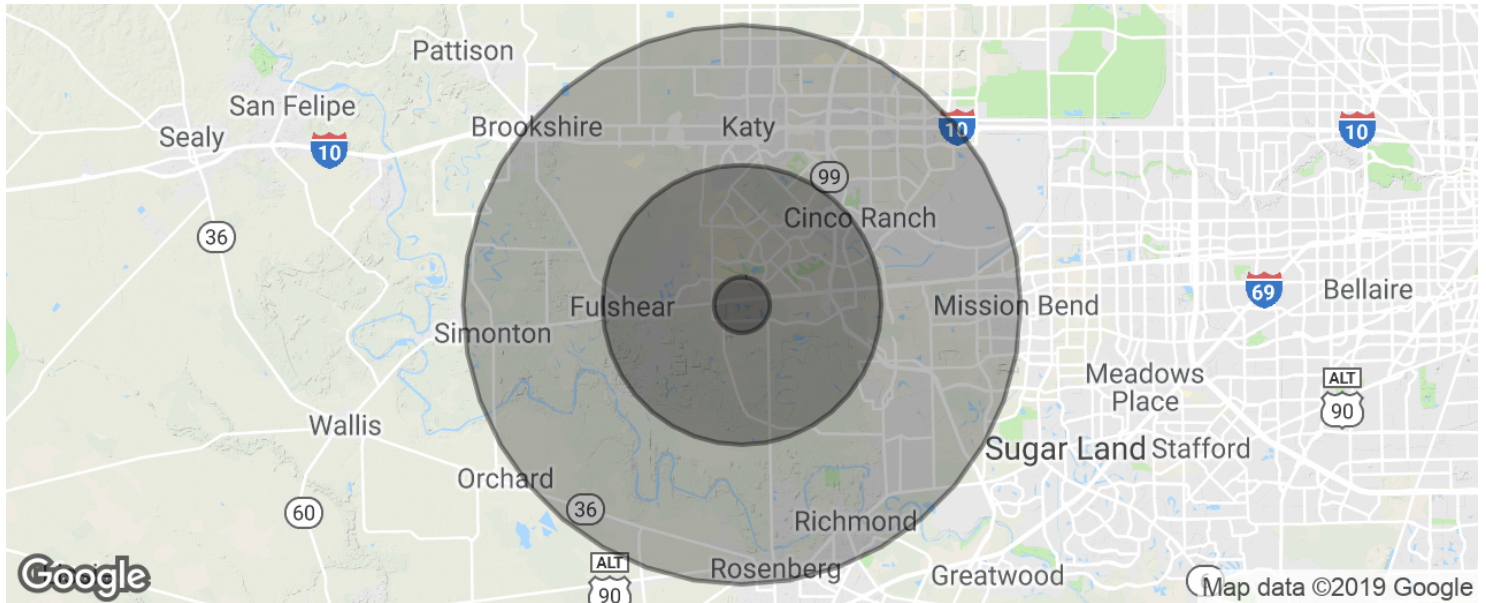 Pattison
San Felipe
Sealy
10
Brookshire
Katy
10
10
99
Cinco Ranch
36
Fulshear
Mission Bend
69
Bellaire
Simonton
Meadows
Place
ALT
90
Wallis
Sugar Land
Stafford
Orchard
36
60
Richmond
ALT
90
Rosenberg
Greatwood
Google
Map data ©2019 Google